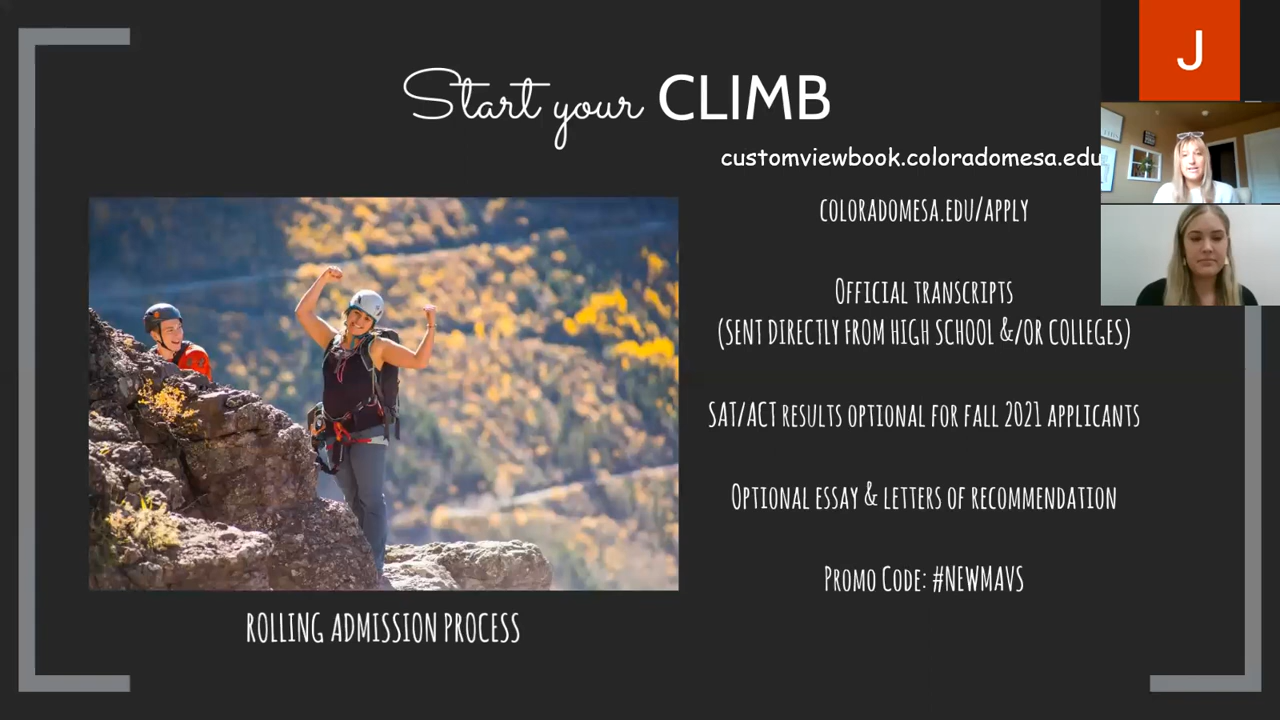 Start your CLIMB
customviewbook.coloradomesa.edu
COLORADOMESA.EDU/APPLY
OFFICIAL TRANSCRIPTS
(SENT DIRECTLY FROM HIGH SCHOOL &/OR COLLEGES)
SAT/ACT RESULTS OPTIONAL FOR FALL 2021 APPLICANTS
OPTIONAL ESSAY & LETTERS OF RECOMMENDATION
PROMO CODE: #NEWMAVS
ROLLING ADMISSION PROCESS
J